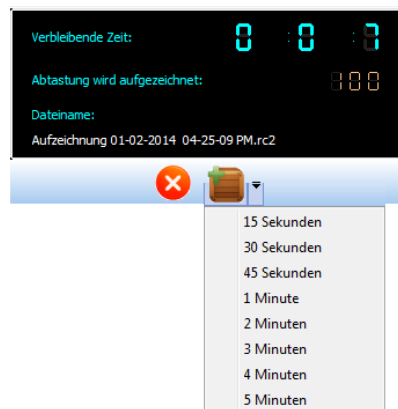 Verbleibende Zeit: 0 : 0 : 7
Abtastung wird aufgezeichnet: 100
Dateiname:
Aufzeichnung 01-02-2014 04-25-09 PM.rc2
15 Sekunden
30 Sekunden
45 Sekunden
1 Minute
2 Minuten
3 Minuten
4 Minuten
5 Minuten